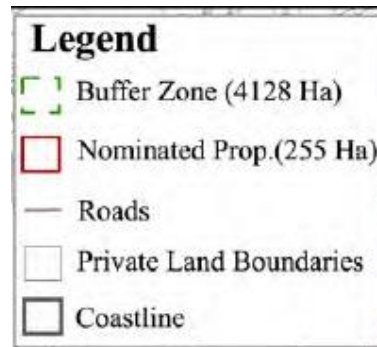 Legend
Buffer Zone (4128 Ha)
Nominated Prop.(255 Ha)
Roads
Private Land Boundaries
Coastline